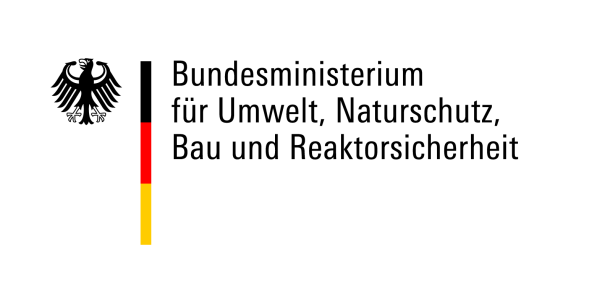 Bundesministerium
für Umwelt, Naturschutz,
Bau und Reaktorsicherheit